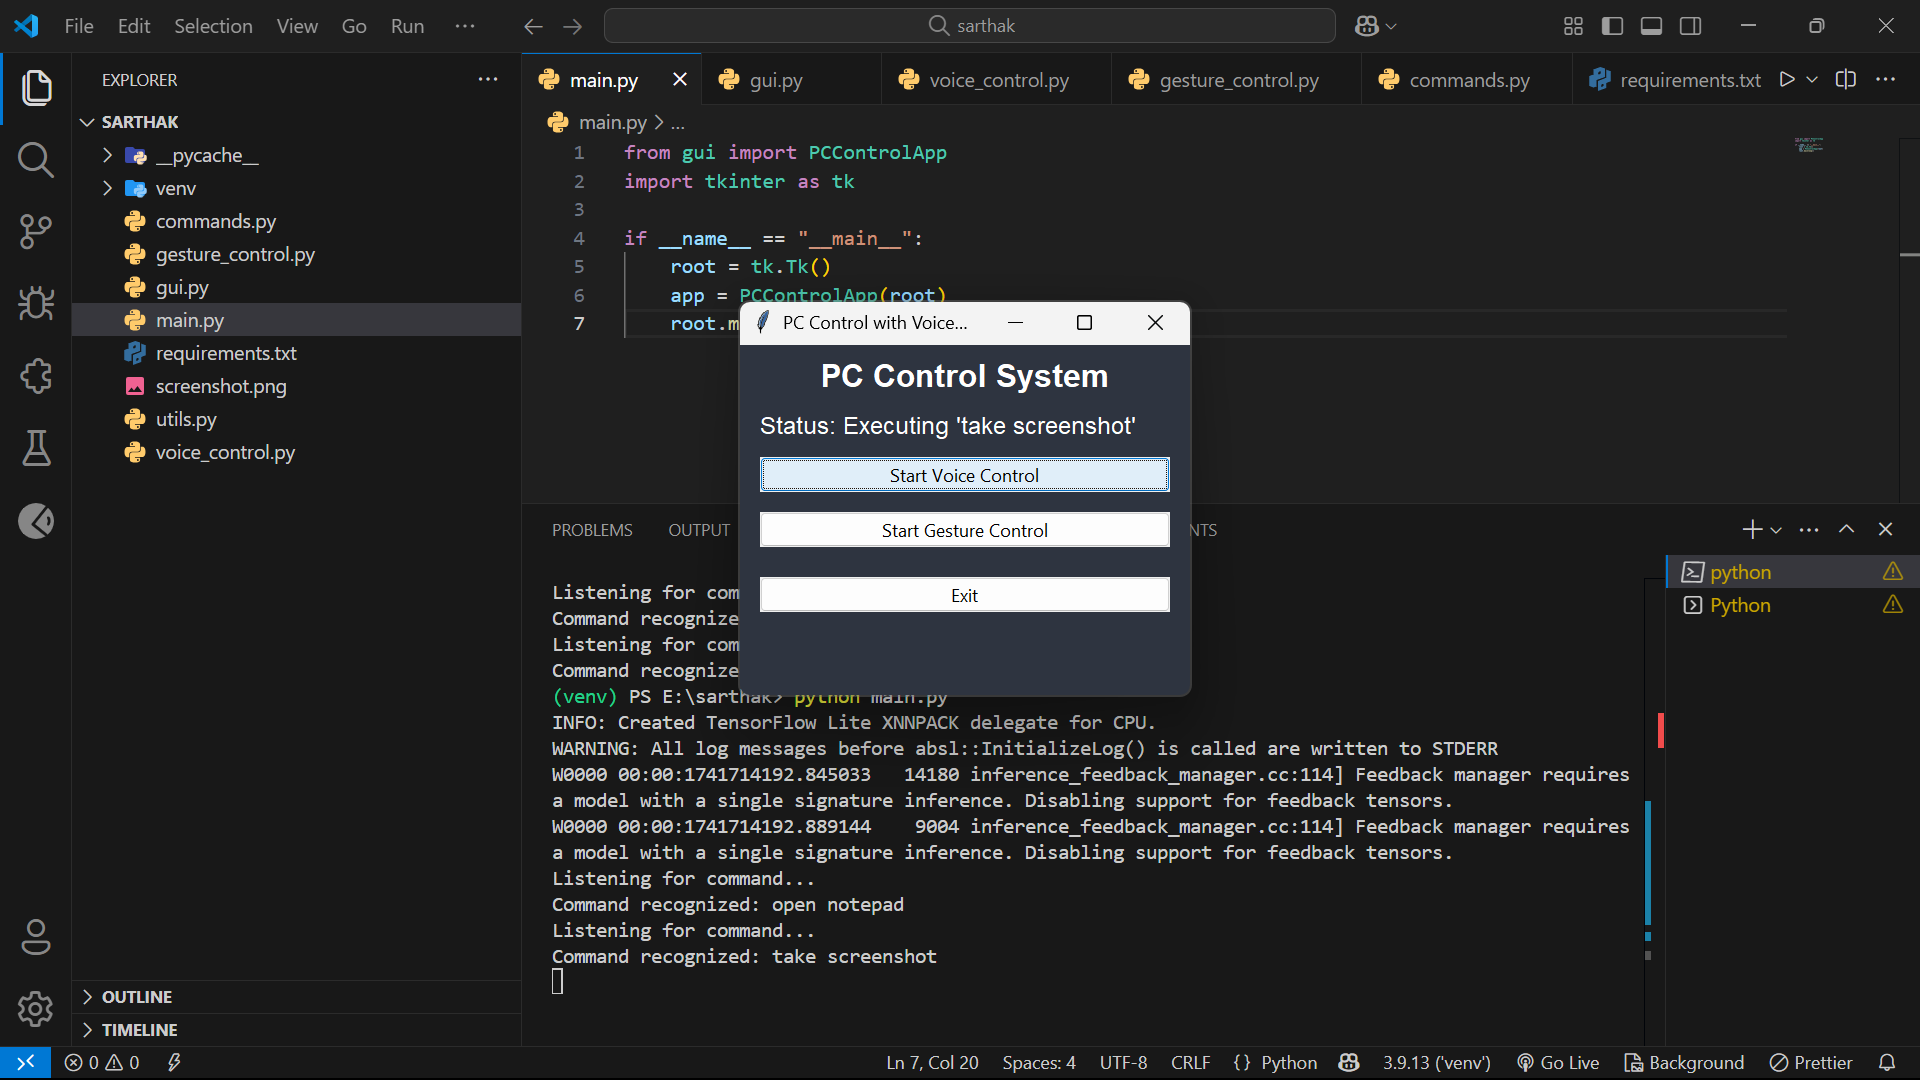 File Edit Selection View Go Run ...
sarthak
EXPLORER
SARTHAK
__pycache__
venv
commands.py
gesture_control.py
gui.py
main.py
requirements.txt
screenshot.png
utils.py
voice_control.py
OUTLINE
TIMELINE
main.py gui.py voice_control.py gesture_control.py commands.py requirements.txt
main.py > ...
1 from gui import PCControlApp
2 import tkinter as tk
3
4 if __name__ == "__main__":
5 root = tk.Tk()
6 app = PCControlApp(root)
7 root.m
PC Control with Voice...
PC Control System
Status: Executing 'take screenshot'
Start Voice Control
Start Gesture Control
Exit
PROBLEMS OUTPUT NTS
Listening for com
Command recognize
Listening for com
Command recognize
(venv) PS E:\sarthak> python main.py
INFO: Created TensorFlow Lite XNNPACK delegate for CPU.
WARNING: All log messages before absl::InitializeLog() is called are written to STDERR
W0000 00:00:1741714192.845033 14180 inference_feedback_manager.cc:114] Feedback manager requires
a model with a single signature inference. Disabling support for feedback tensors.
W0000 00:00:1741714192.889144 9004 inference_feedback_manager.cc:114] Feedback manager requires
a model with a single signature inference. Disabling support for feedback tensors.
Listening for command...
Command recognized: open notepad
Listening for command...
Command recognized: take screenshot
python
Python
0 0 Ln 7, Col 20 Spaces: 4 UTF-8 CRLF {} Python 3.9.13 ('venv') Go Live Background Prettier